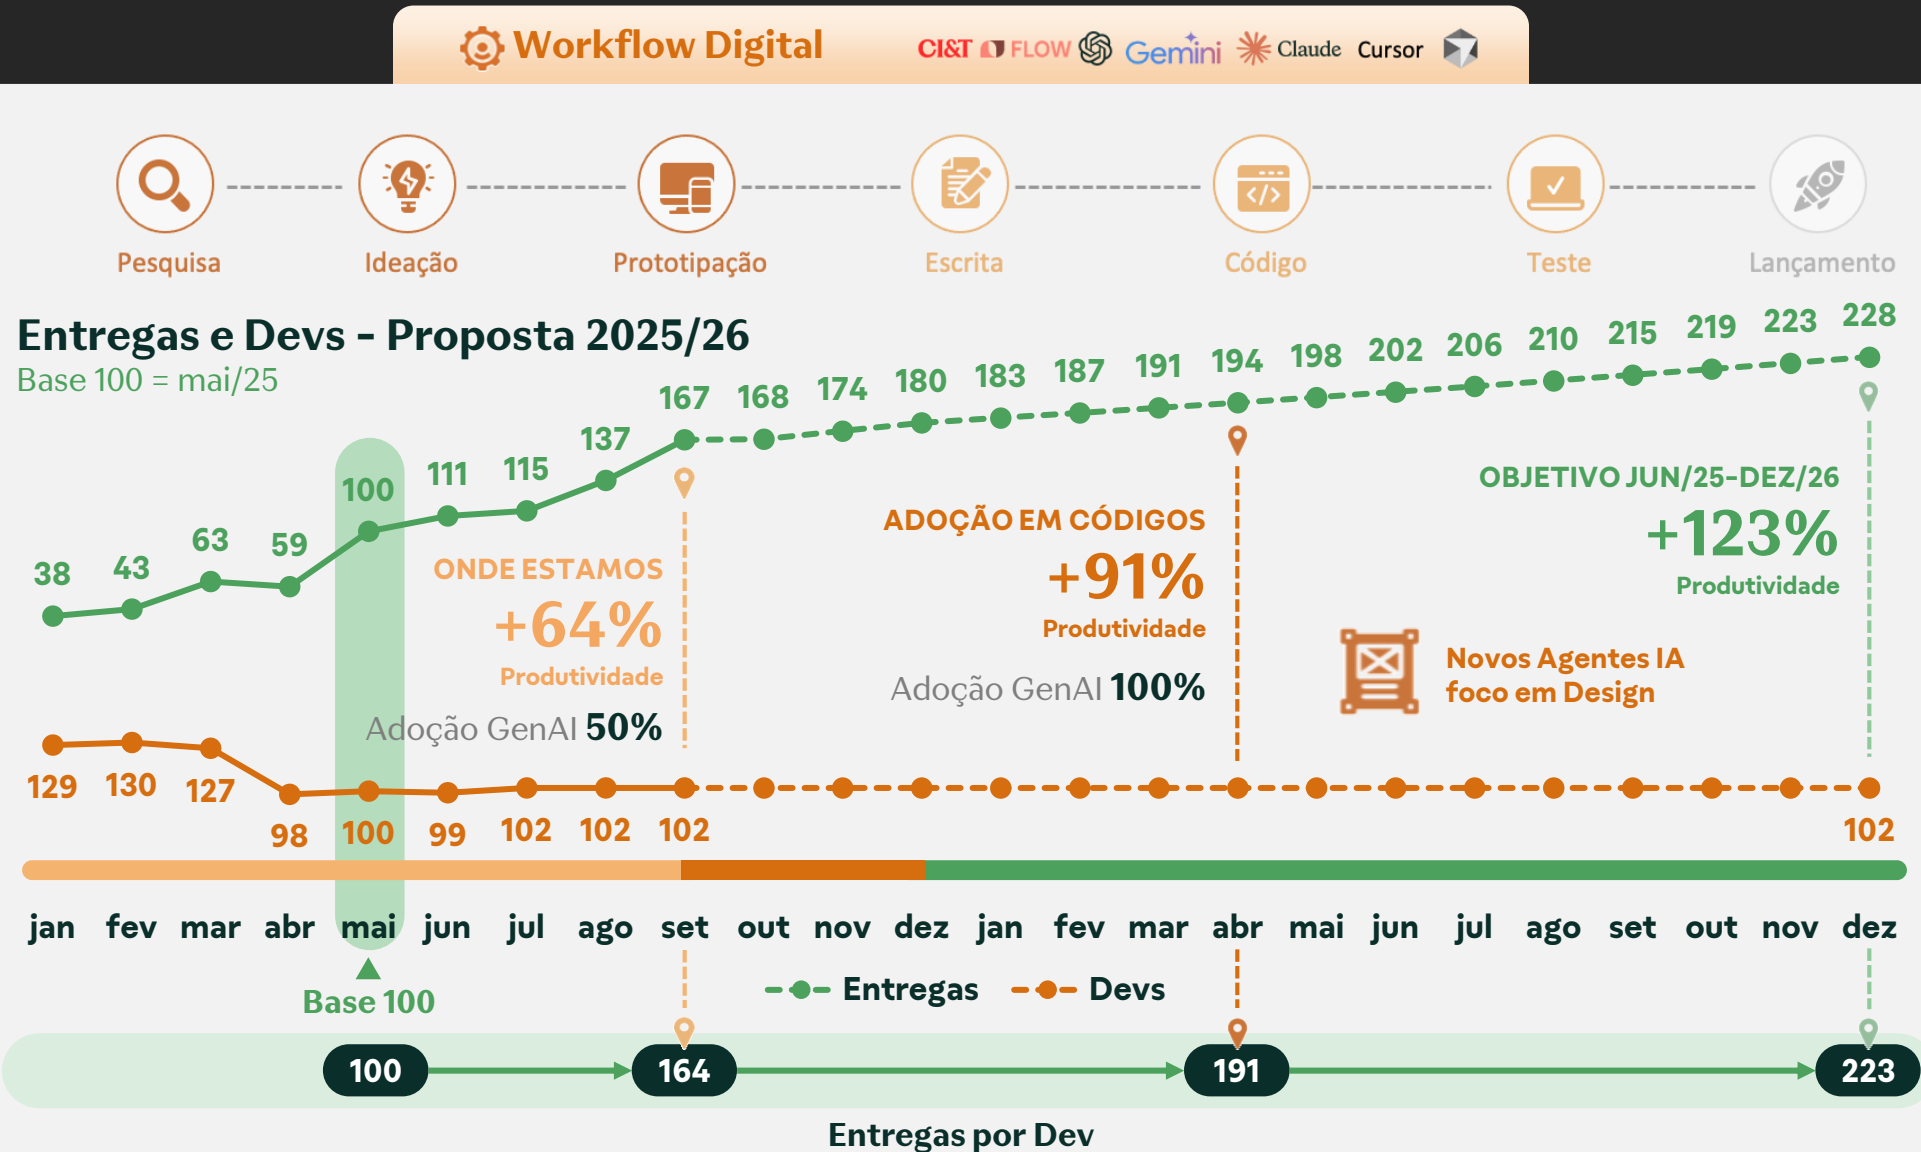 Workflow Digital
CI&T FLOW Gemini Claude Cursor
Pesquisa
Ideação
Prototipação
Escrita
Código
Teste
Lançamento
Entregas e Devs - Proposta 2025/26
Base 100 = mai/25
38 43 63 59 100 111 115 137 167 168 174 180 183 187 191 194 198 202 206 210 215 219 223 228
ONDE ESTAMOS
+64%
Produtividade
Adoção GenAI 50%
ADOÇÃO EM CÓDIGOS
+91%
Produtividade
Adoção GenAI 100%
OBJETIVO JUN/25-DEZ/26
+123%
Produtividade
Novos Agentes IA
foco em Design
129 130 127 98 100 99 102 102 102 102
jan fev mar abr mai jun jul ago set out nov dez jan fev mar abr mai jun jul ago set out nov dez
Base 100
Entregas Devs
100 164 191 223
Entregas por Dev